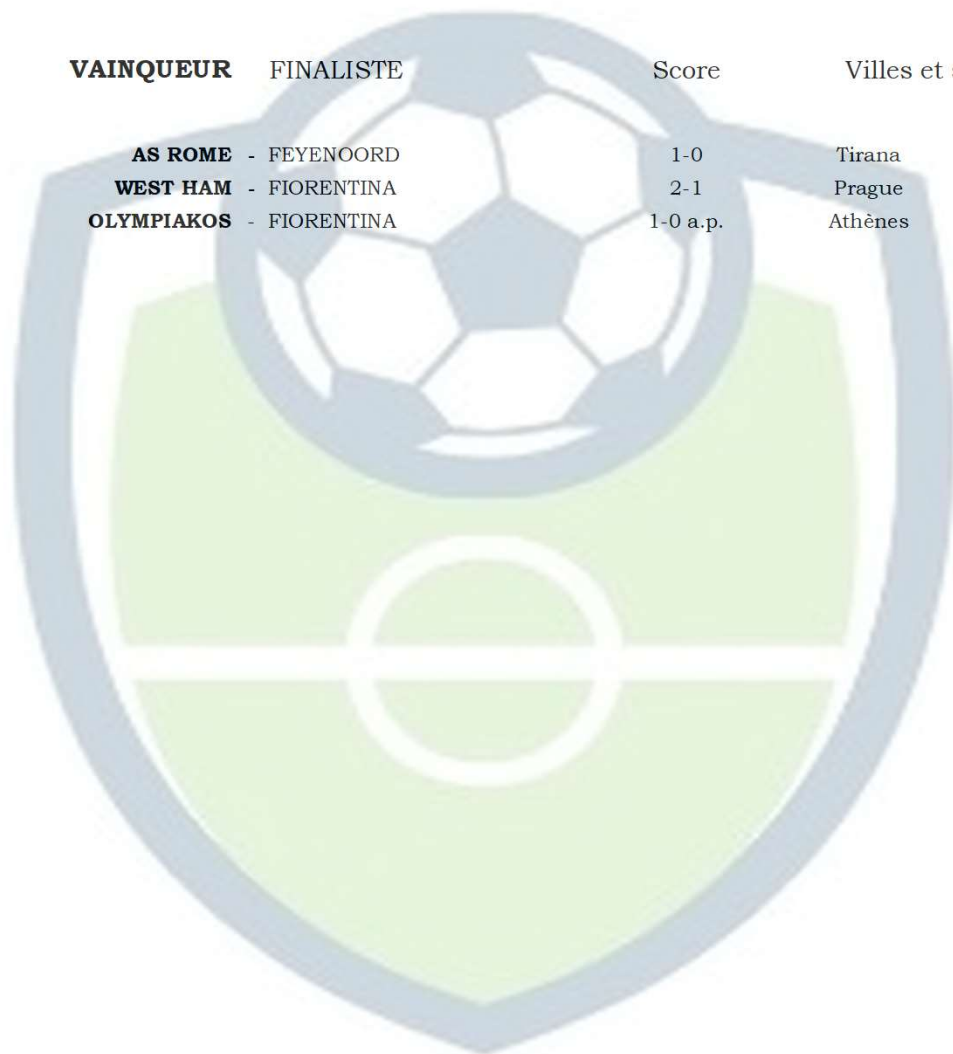 VAINQUEUR FINALISTE Score Villes et
AS ROME - FEYENOORD 1-0 Tirana
WEST HAM - FIORENTINA 2-1 Prague
OLYMPIAKOS - FIORENTINA 1-0 a.p. Athènes